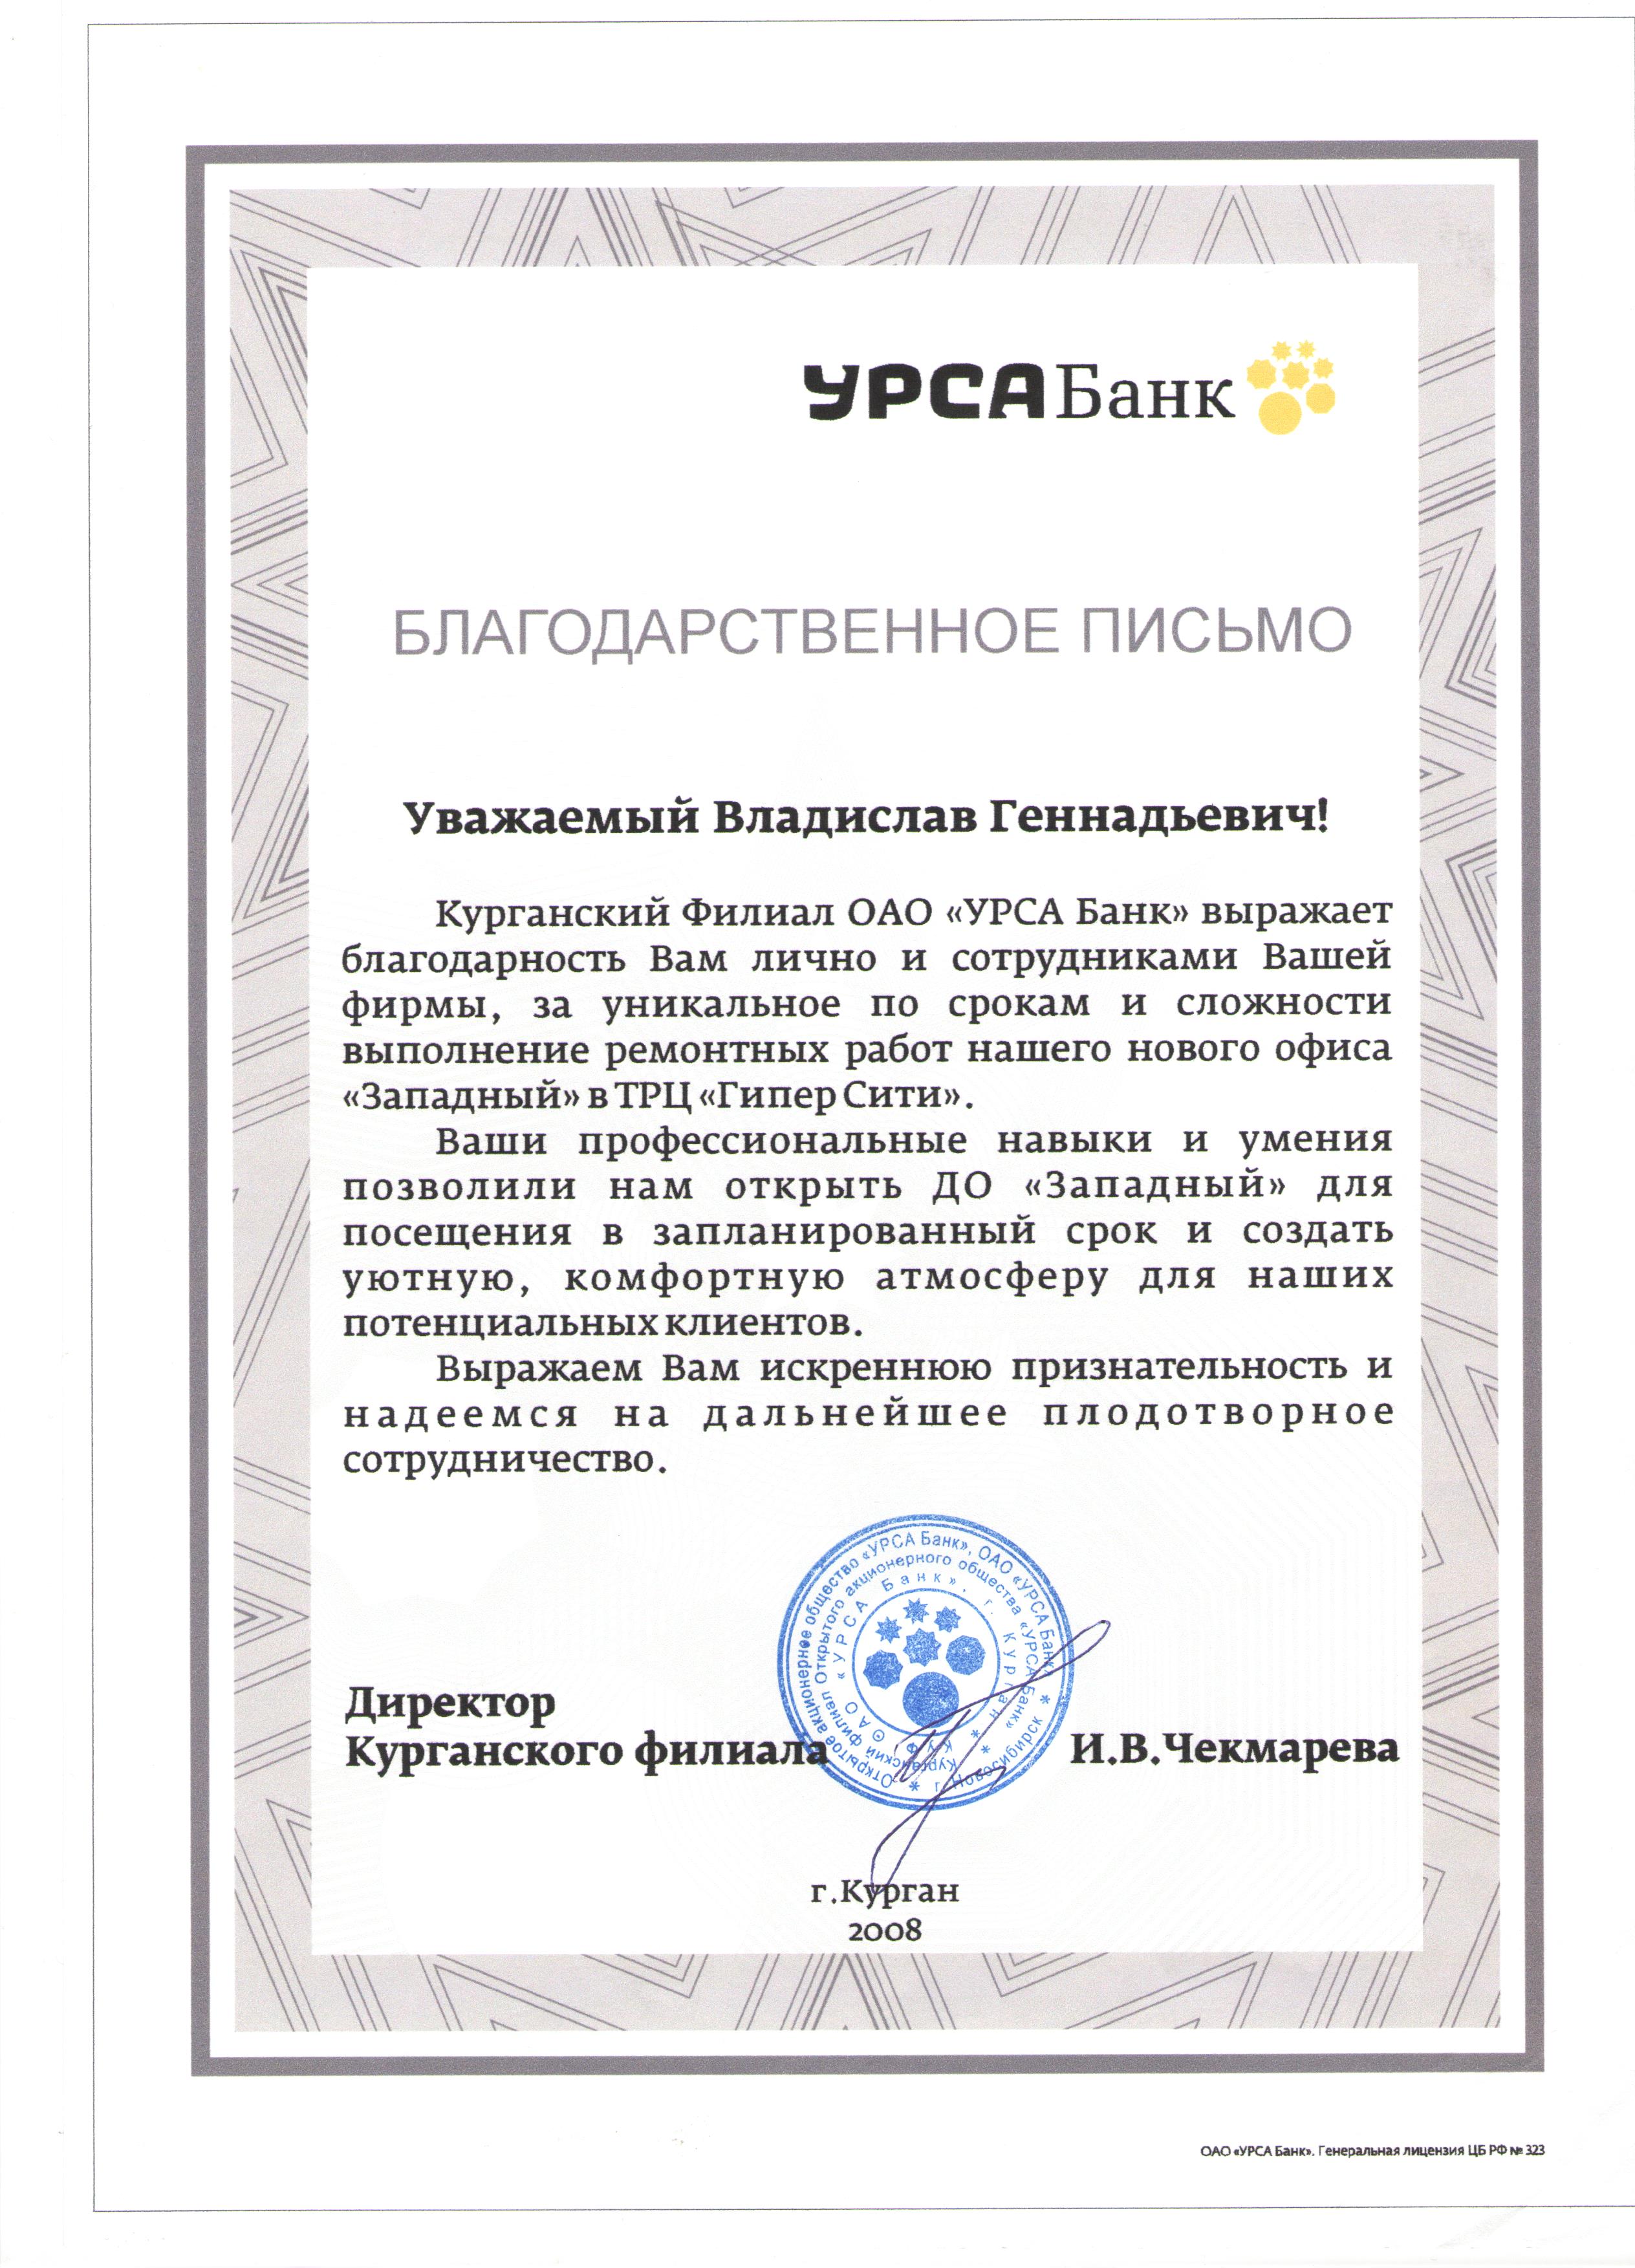 УРСА Банк
БЛАГОДАРСТВЕННОЕ ПИСЬМО
Уважаемый Владислав Геннадьевич!
Курганский Филиал ОАО «УРСА Банк» выражает
благодарность Вам лично и сотрудниками Вашей
фирмы, за уникальное по срокам и сложности
выполнение ремонтных работ нашего нового офиса
«Западный» в ТРЦ «Гипер Сити».
Ваши профессиональные навыки и умения
позволили нам открыть ДО «Западный» для
посещения в запланированный срок и создать
уютную, комфортную атмосферу для наших
потенциальных клиентов.
Выражаем Вам искреннюю признательность и
надеемся на дальнейшее плодотворное
сотрудничество.
Открытое акционерное общество «УРСА Банк», ОАО «УРСА Банк» * г. Новосибирск *
Курганский филиал Открытого акционерного общества «УРСА Банк» *
ОАО «УРСА Банк», г. Курган *
Директор
Курганского филиала
И.В.Чекмарева
г.Курган
2008
ОАО «УРСА Банк». Генеральная лицензия ЦБ РФ № 323